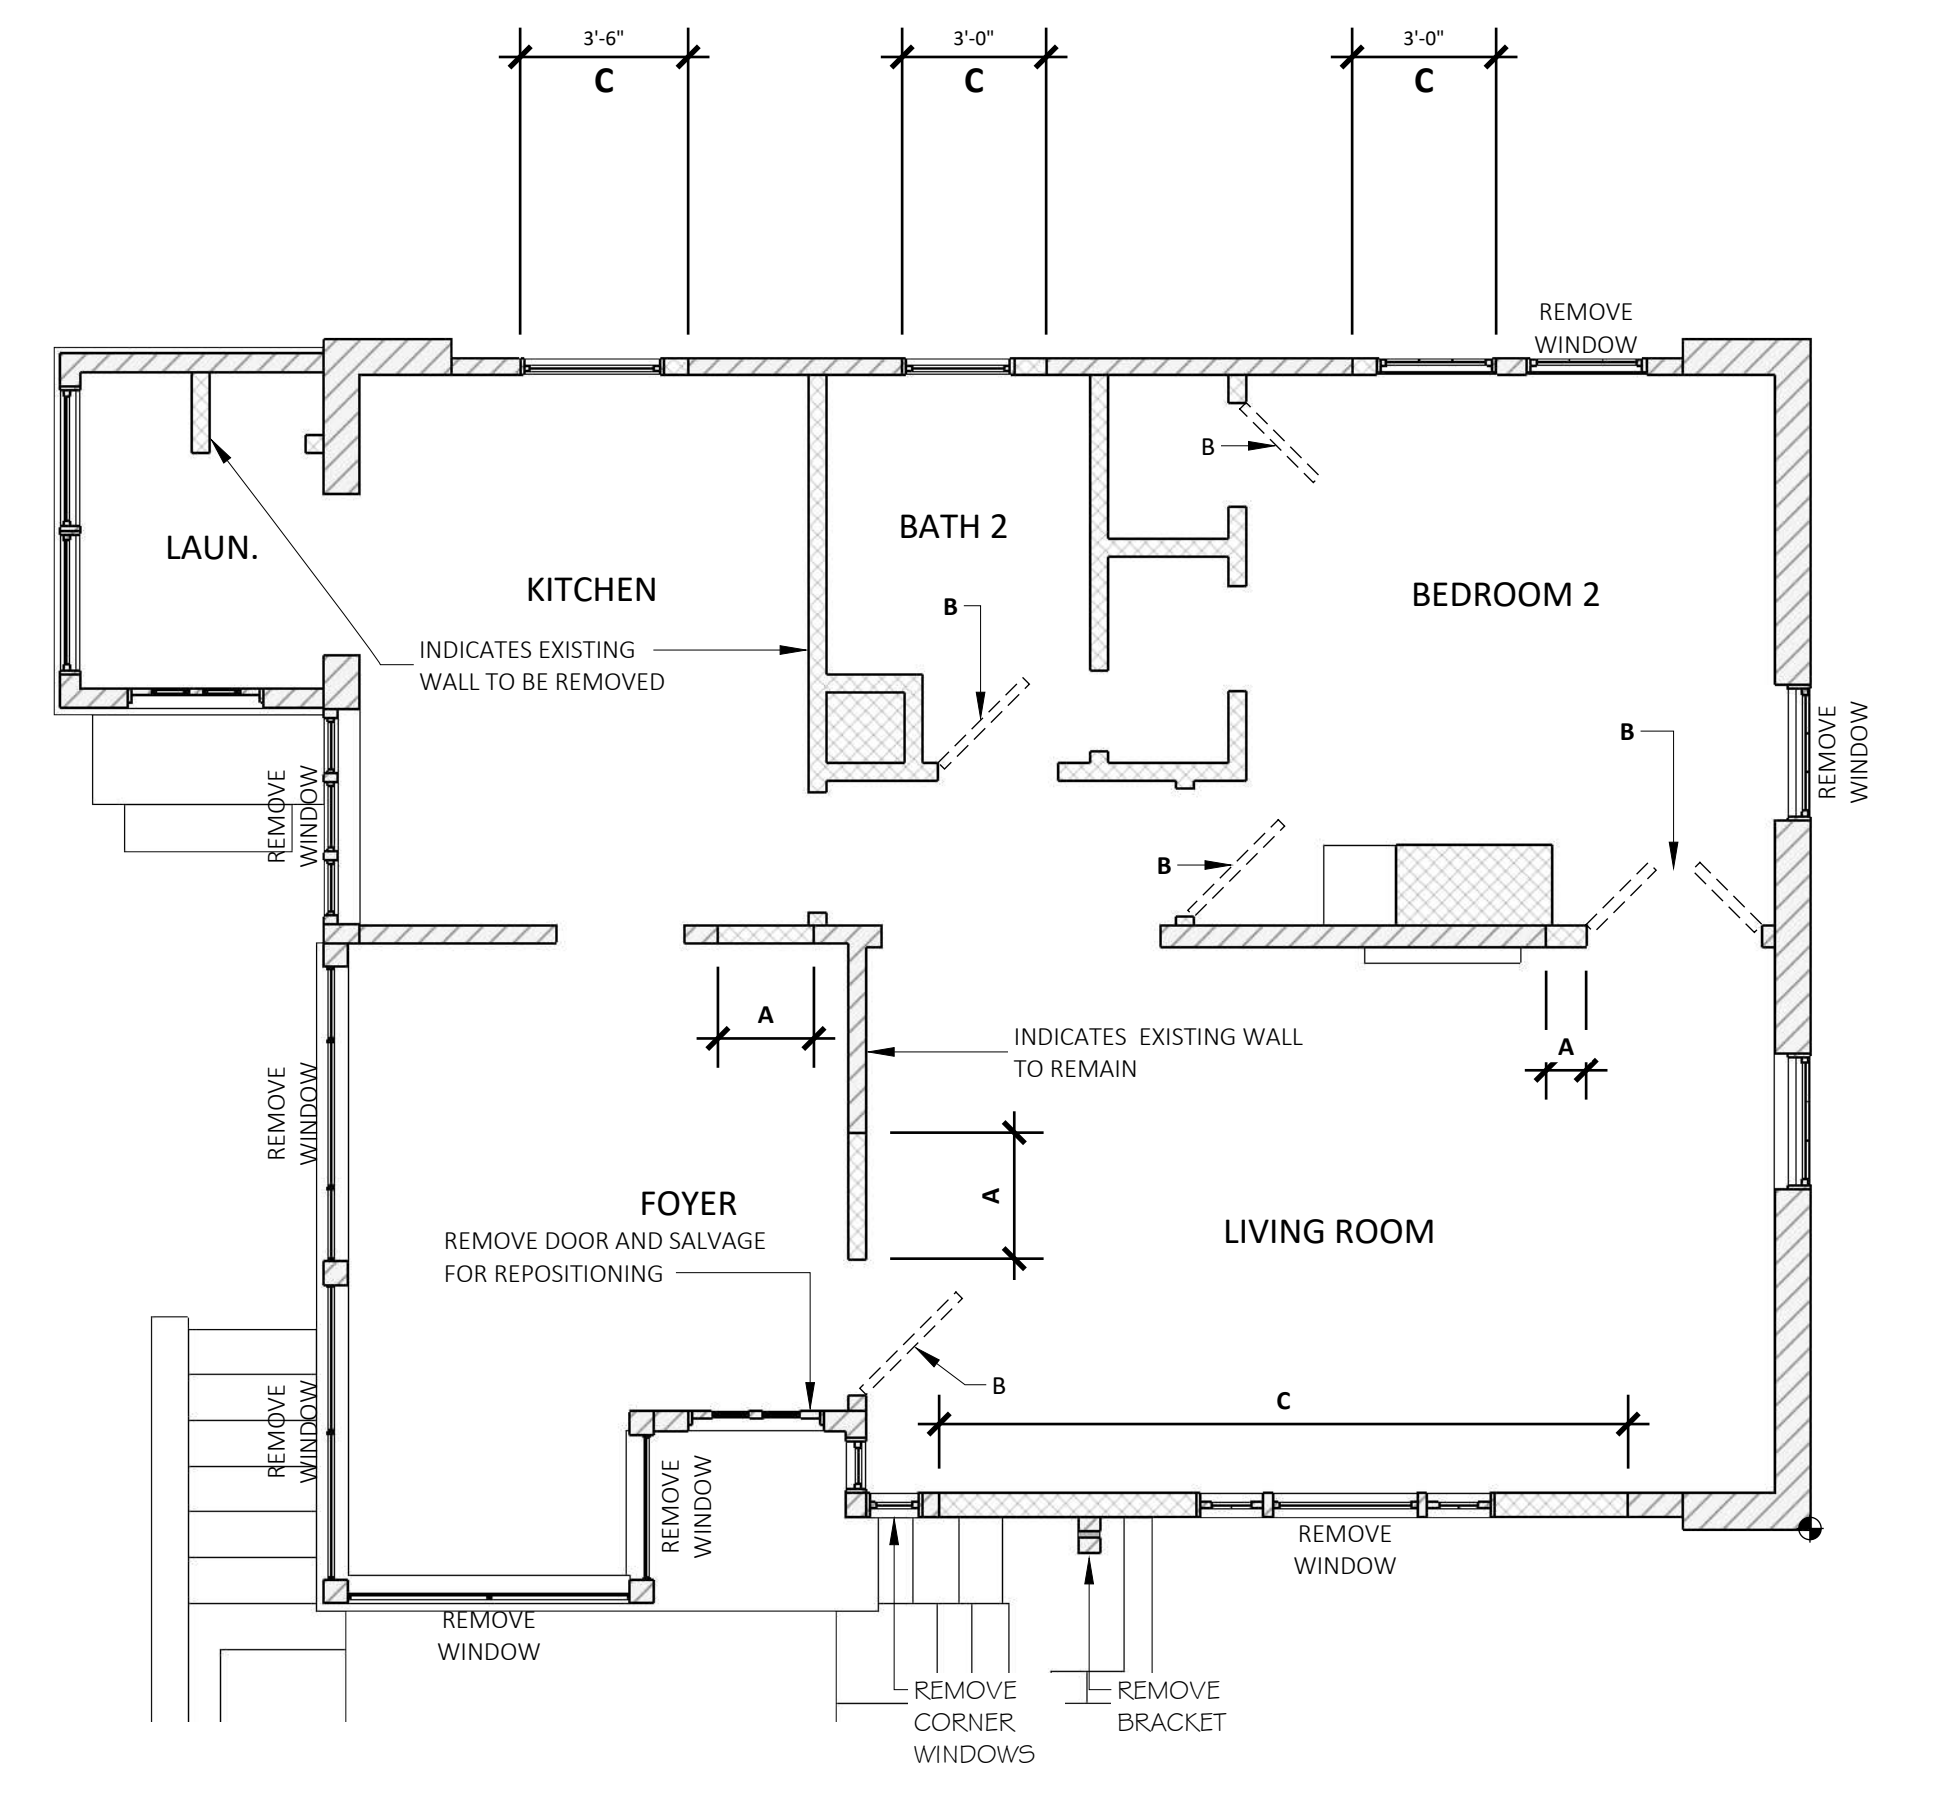 3'-6"
C
3'-0"
C
3'-0"
C
REMOVE
WINDOW
B
BATH 2
LAUN.
KITCHEN
BEDROOM 2
B
INDICATES EXISTING
WALL TO BE REMOVED
REMOVE
WINDOW
B
REMOVE
WINDOW
B
A
INDICATES  EXISTING WALL
TO REMAIN
A
REMOVE
WINDOW
A
FOYER
LIVING ROOM
REMOVE DOOR AND SALVAGE
FOR REPOSITIONING
B
C
REMOVE
WINDOW
REMOVE
WINDOW
REMOVE
WINDOW
REMOVE
WINDOW
REMOVE
CORNER
WINDOWS
REMOVE
BRACKET